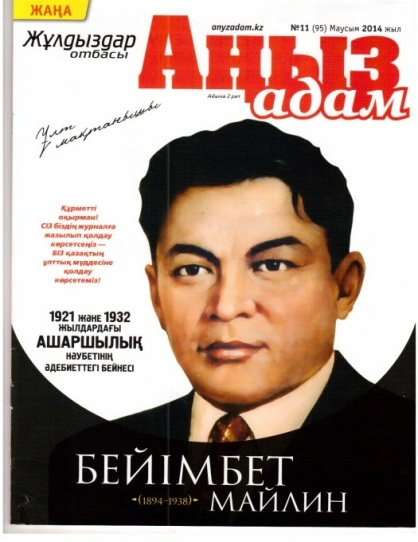 ЖАҢА
anyzadam.kz
№11 (95) Маусым 2014 жыл
Жұлдыздар
отбасы
Аңыз
адам
Айына 2 рет
Ұлт
мақтанышы
Құрметті
оқырман!
СІЗ біздің журналға
жазылып қолдау
көрсетсеңіз —
БІЗ қазақтың
ұлттық мүддесіне
қолдау
көрсетеміз!
1921 ЖӘНЕ 1932
ЖЫЛДАРДАҒЫ
АШАРШЫЛЫҚ
НӘУБЕТІНІҢ
ӘДЕБИЕТТЕГІ БЕЙНЕСІ
БЕЙІМБЕТ
(1894–1938) МАЙЛИН